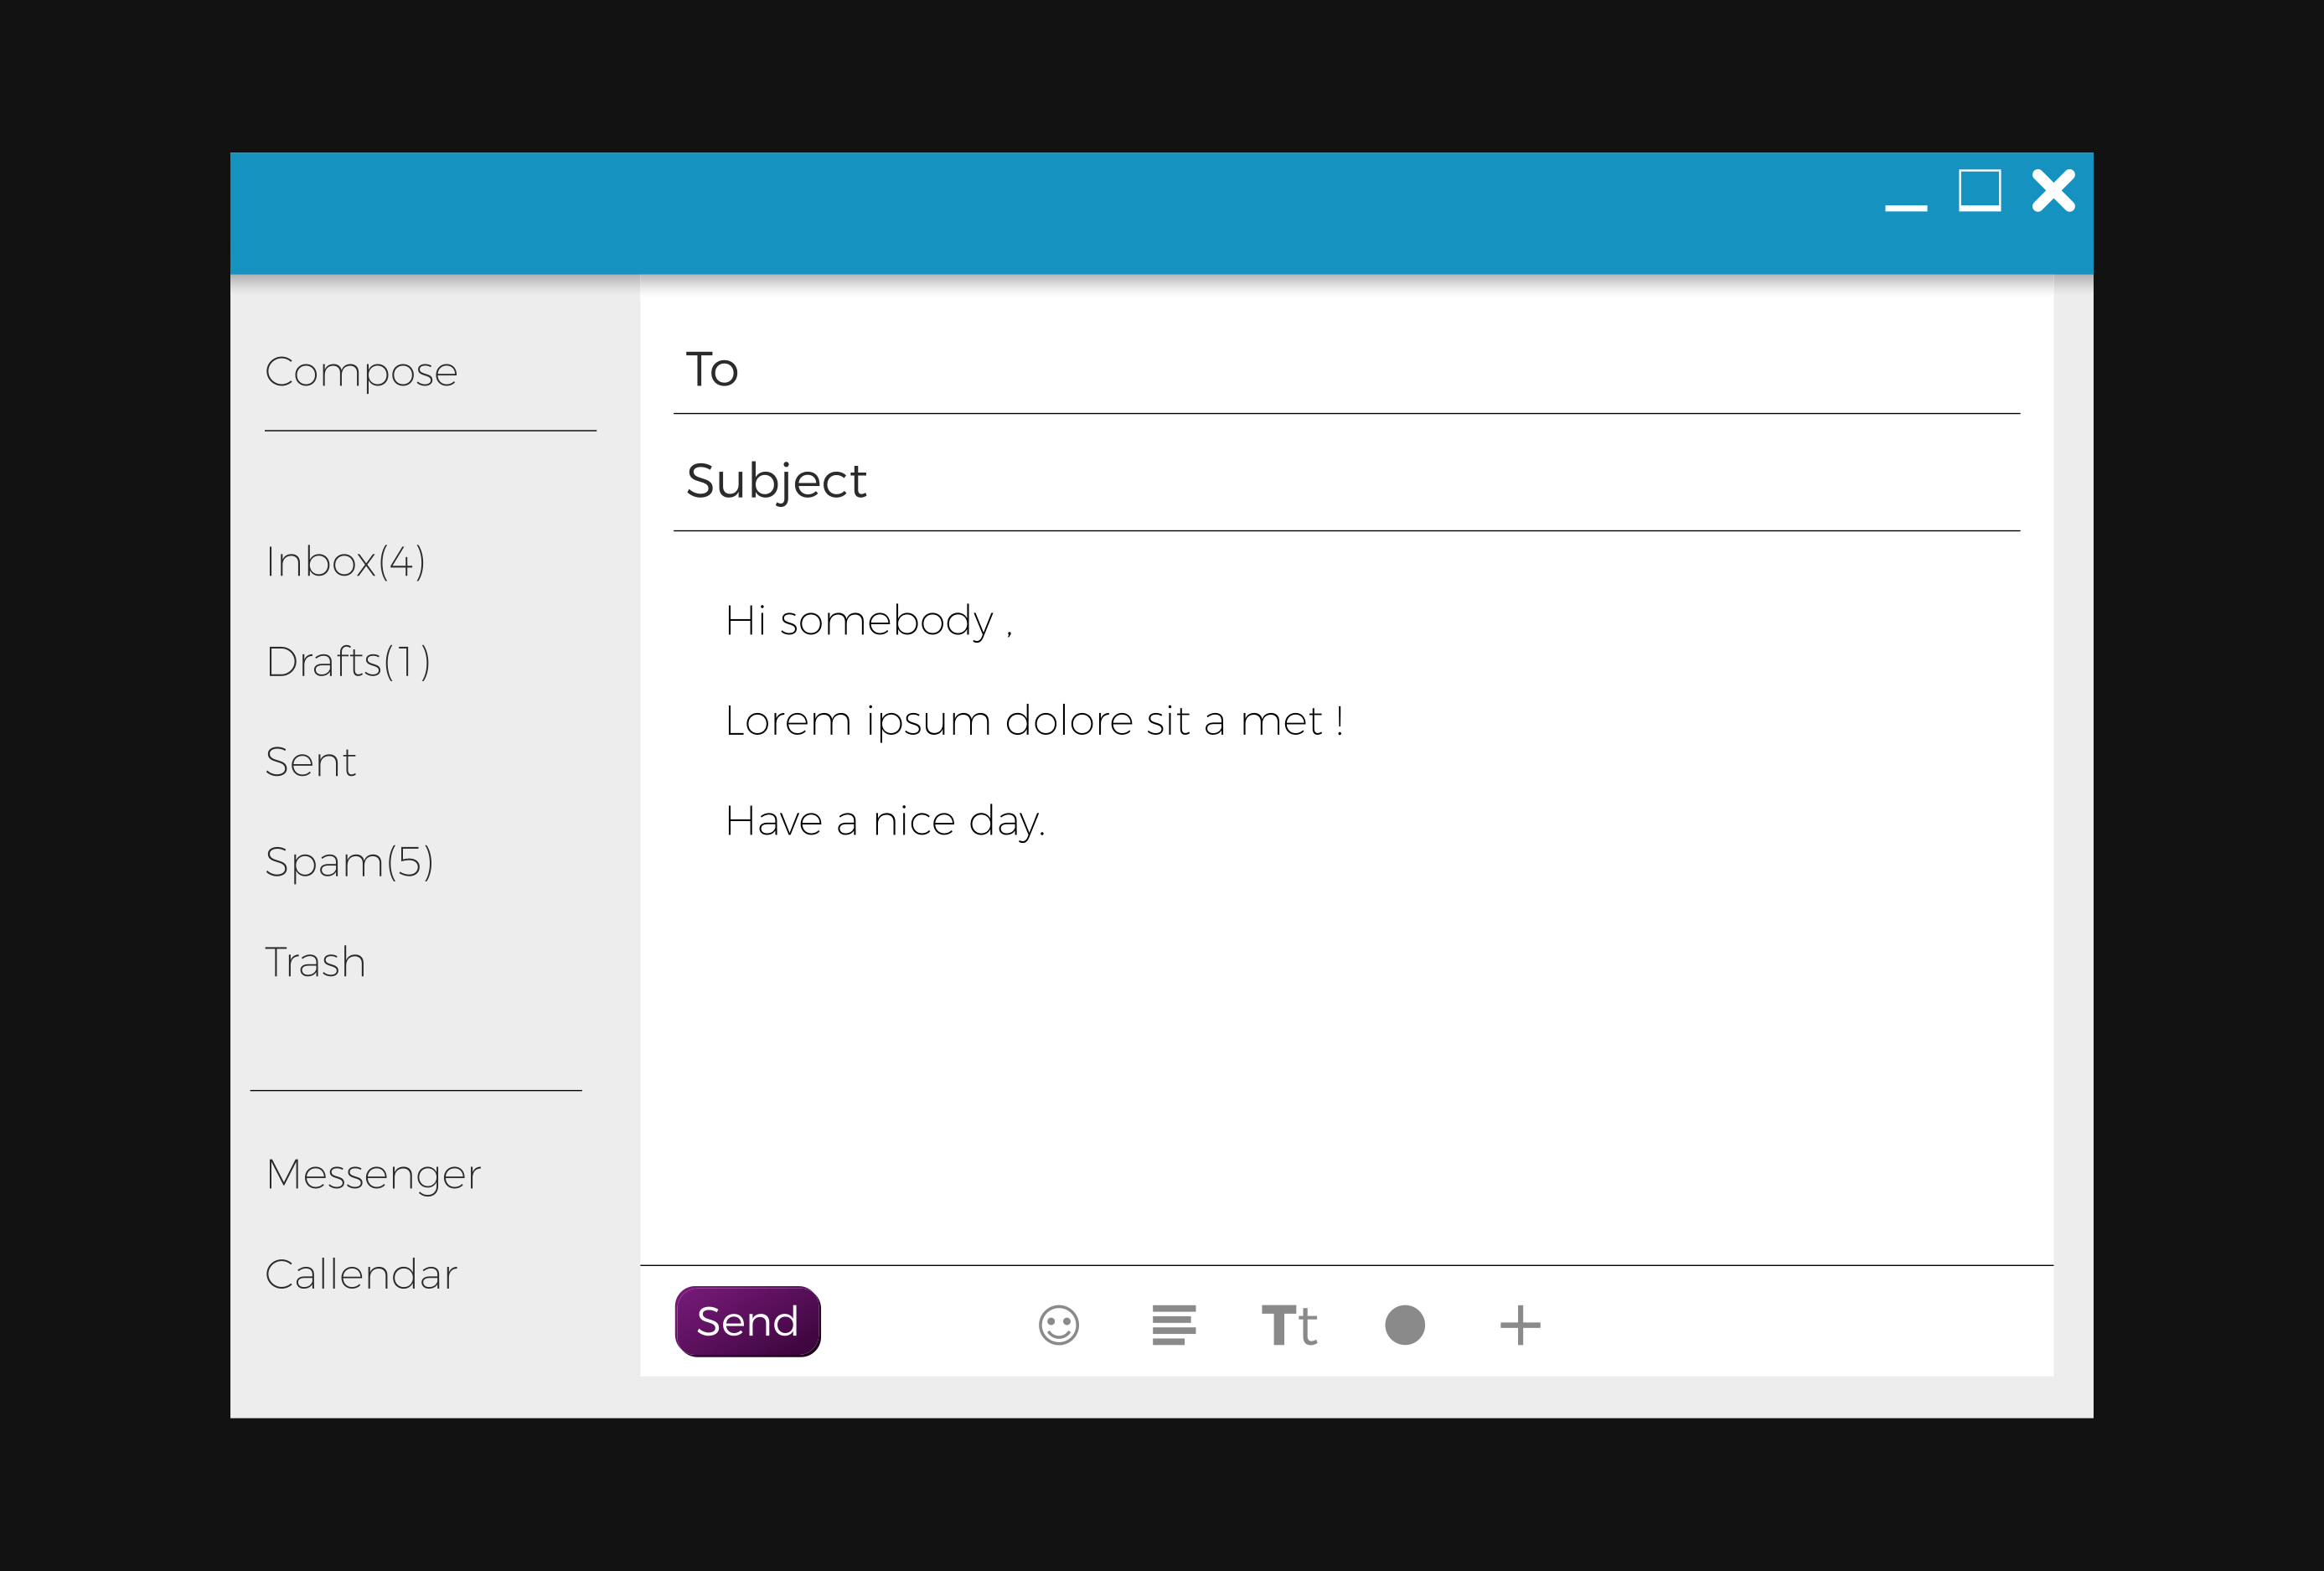 Compose
Inbox(4)
Drafts(1)
Sent
Spam(5)
Trash
Messenger
Callendar
To
Subject
Hi somebody ,
Lorem ipsum dolore sit a met !
Have a nice day.
Send
Tt